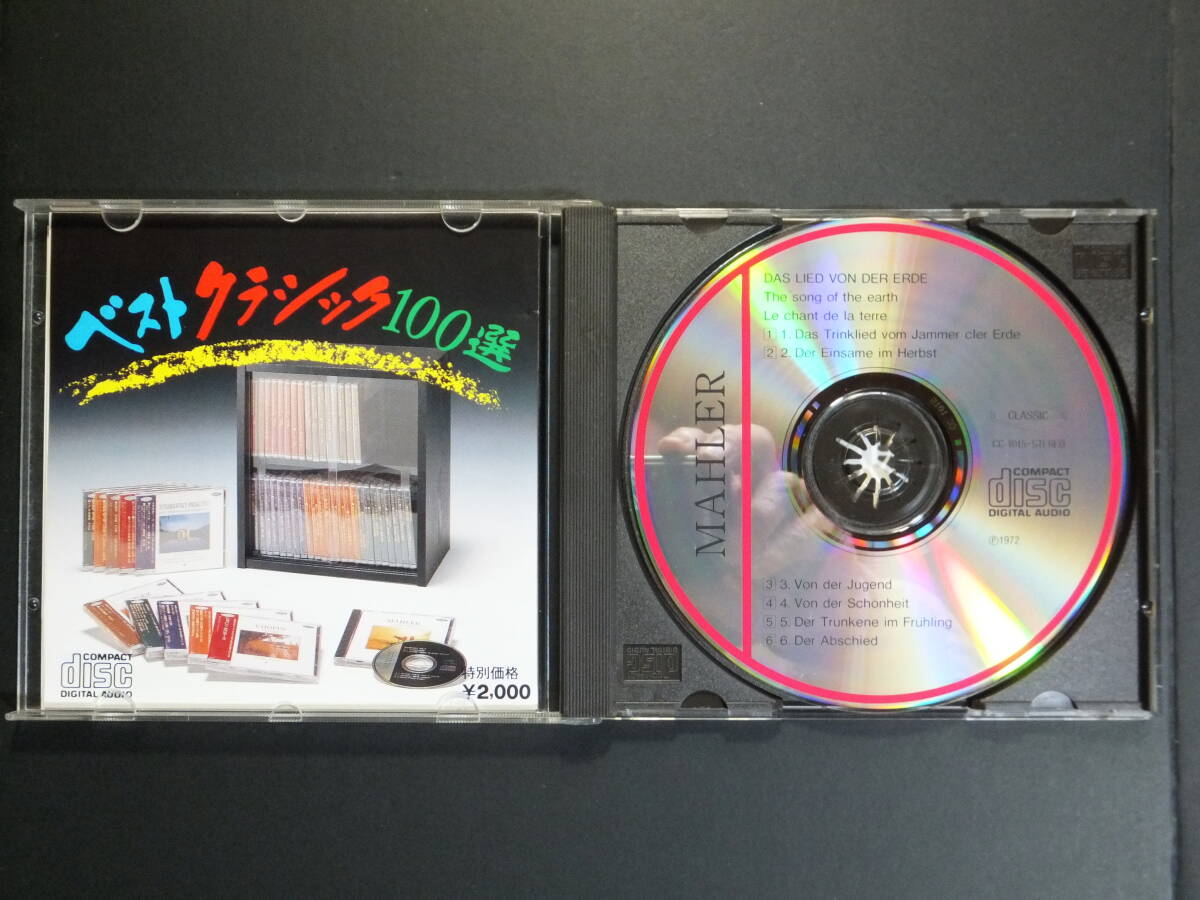 ベスト クラシック100選
CHOPIN
MAHLER
COMPACT
disc
DIGITAL AUDIO
特別価格
¥2,000
MAHLER
DAS LIED VON DER ERDE
The song of the earth
Le chant de la terre
1 1. Das Trinklied vom Jammer cler Erde
2 2. Der Einsame im Herbst
CLASSIC
COMPACT
disc
DIGITAL AUDIO
℗1972
3 3. Von der Jugend
4 4. Von der Schonheit
5 5. Der Trunkene im Fruhling
6 6. Der Abschied